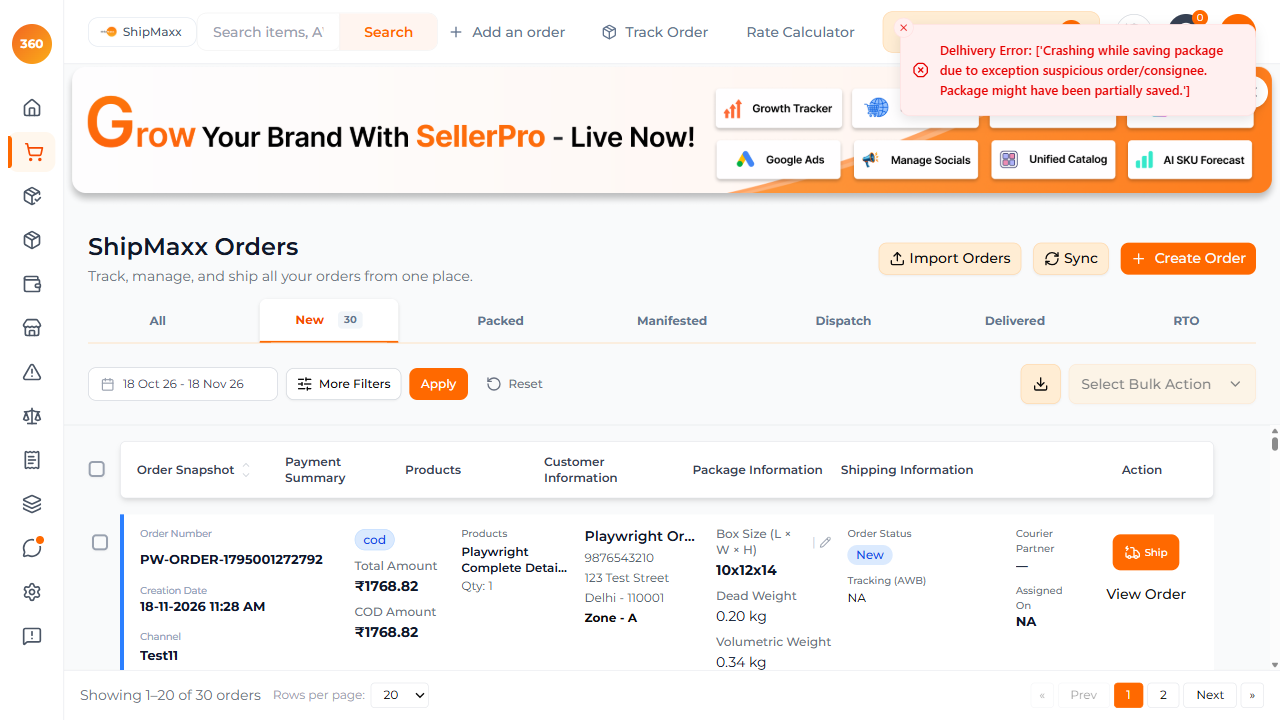 360
ShipMaxx
Search items, A
Search
Add an order
Track Order
Rate Calculator
0
Delhivery Error: ['Crashing while saving package
due to exception suspicious order/consignee.
Package might have been partially saved.']
Grow Your Brand With SellerPro - Live Now!
Growth Tracker
Google Ads
Manage Socials
Unified Catalog
AI SKU Forecast
ShipMaxx Orders
Track, manage, and ship all your orders from one place.
Import Orders
Sync
Create Order
All
New 30
Packed
Manifested
Dispatch
Delivered
RTO
18 Oct 26 - 18 Nov 26
More Filters
Apply
Reset
Select Bulk Action
Order Snapshot
Payment
Summary
Products
Customer
Information
Package Information
Shipping Information
Action
Order Number
PW-ORDER-1795001272792
Creation Date
18-11-2026 11:28 AM
Channel
Test11
cod
Total Amount
₹1768.82
COD Amount
₹1768.82
Products
Playwright
Complete Detai...
Qty: 1
Playwright Or...
9876543210
123 Test Street
Delhi - 110001
Zone - A
Box Size (L ×
W × H)
10x12x14
Dead Weight
0.20 kg
Volumetric Weight
0.34 kg
Order Status
New
Tracking (AWB)
NA
Courier
Partner
—
Assigned
On
NA
Ship
View Order
Showing 1–20 of 30 orders
Rows per page:
20
«
Prev
1
2
Next
»